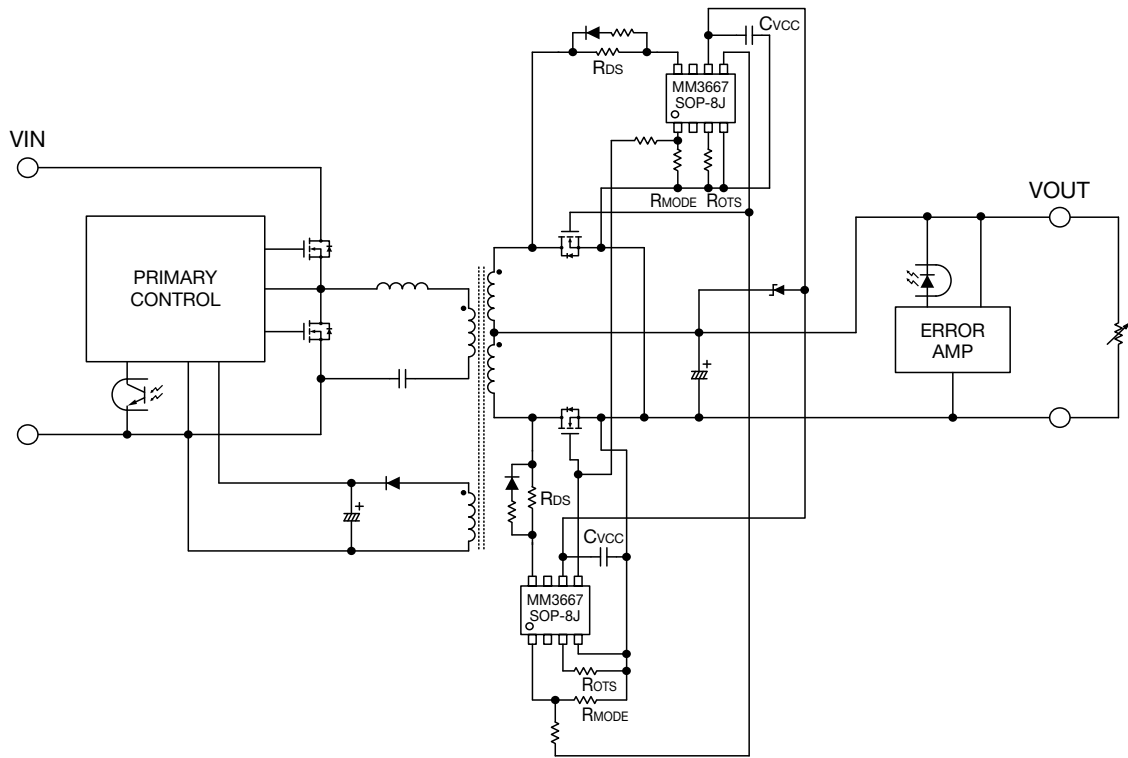 CVCC
RDS
MM3667
SOP-8J
VIN
RMODE
ROTS
VOUT
PRIMARY
CONTROL
ERROR
AMP
+
RDS
+
CVCC
MM3667
SOP-8J
ROTS
RMODE